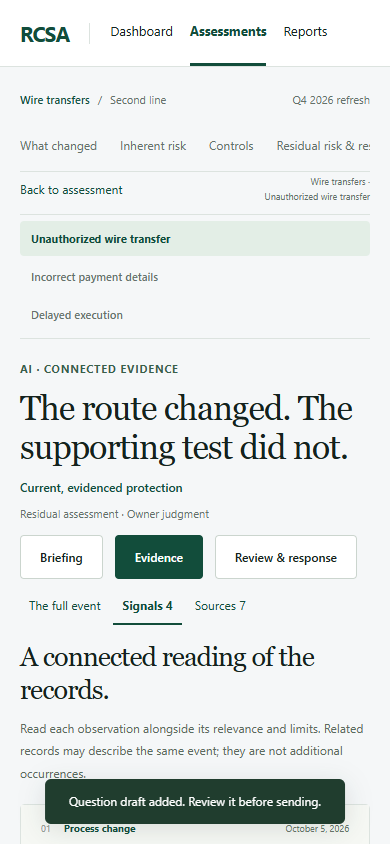 RCSA
Dashboard Assessments Reports
Wire transfers / Second line Q4 2026 refresh
What changed Inherent risk Controls Residual risk & re
Back to assessment
Wire transfers ·
Unauthorized wire transfer
Unauthorized wire transfer
Incorrect payment details
Delayed execution
AI · CONNECTED EVIDENCE
The route changed. The
supporting test did not.
Current, evidenced protection
Residual assessment · Owner judgment
Briefing Evidence Review & response
The full event Signals 4 Sources 7
A connected reading of the
records.
Read each observation alongside its relevance and limits. Related
records may describe the same event; they are not additional
occurrences.
Question draft added. Review it before sending.
01 Process change October 5, 2026